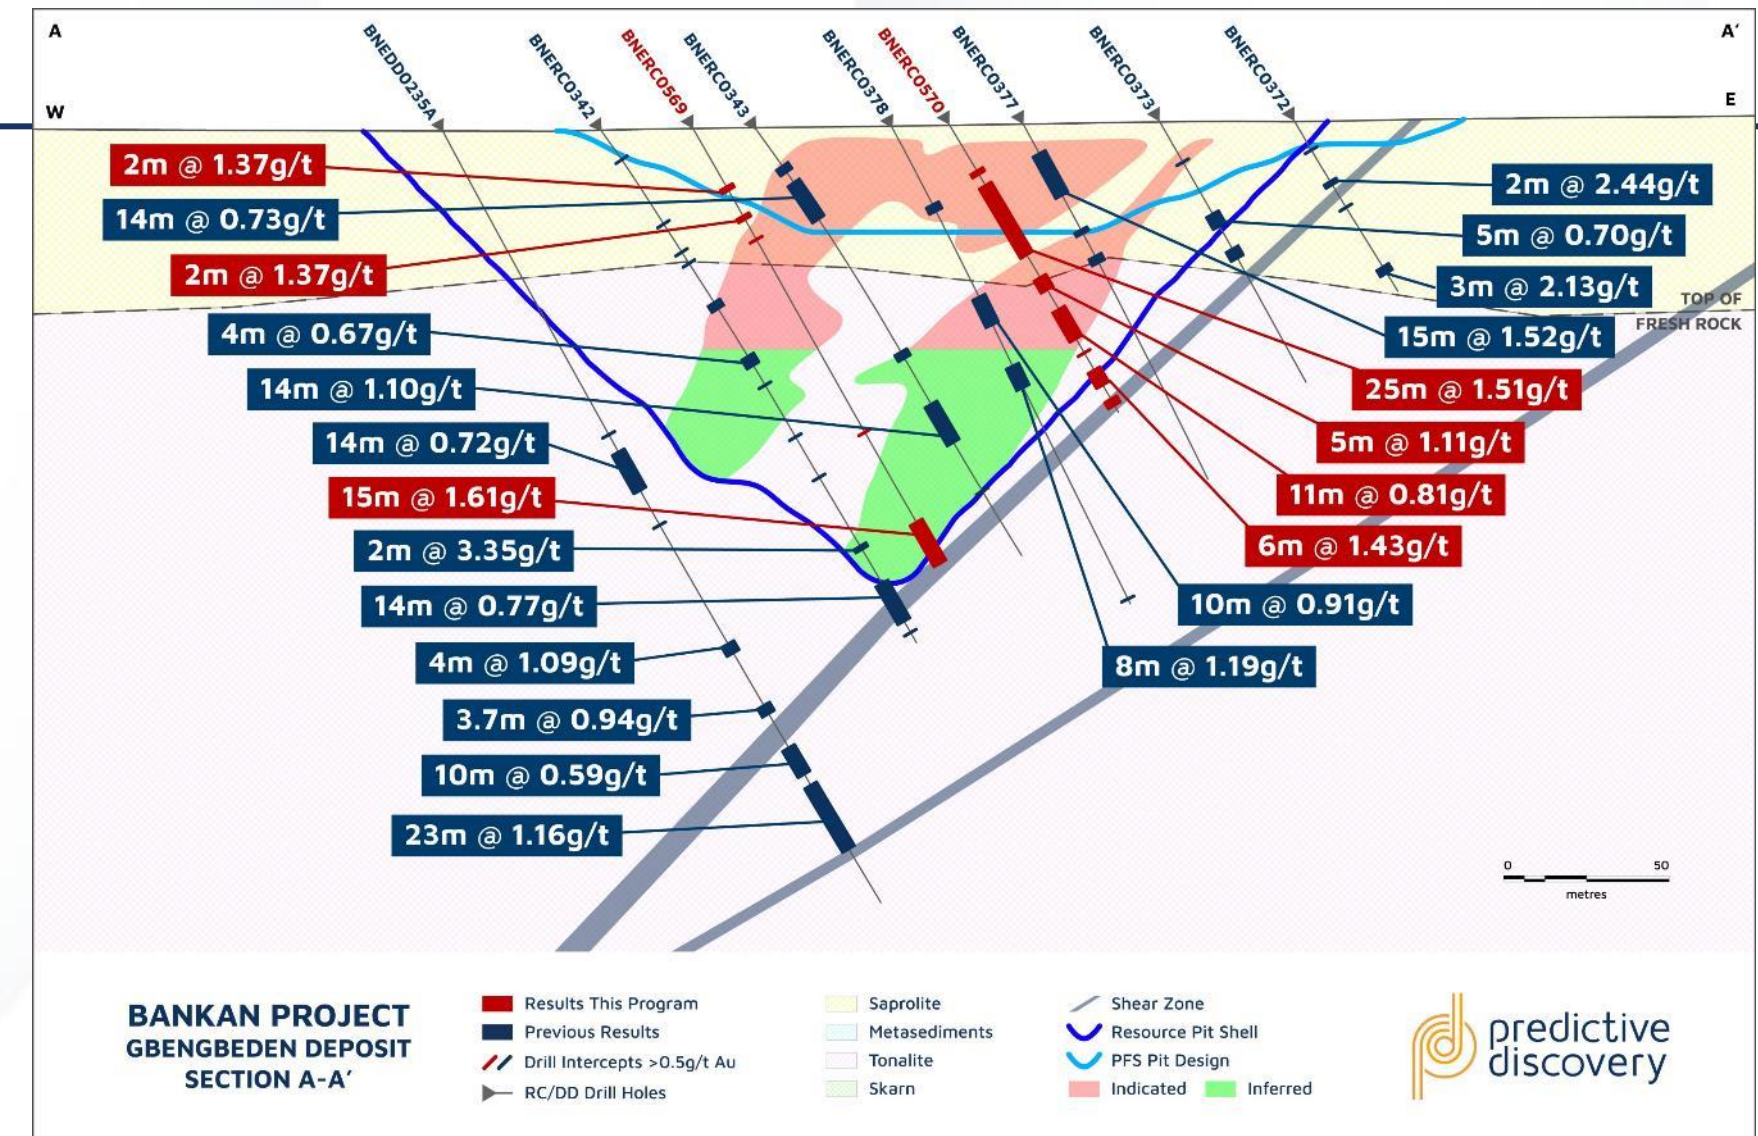 A
A'
W
E
BNEDD0235A
BNERC0342
BNERC0569
BNERC0343
BNERC0378
BNERC0570
BNERC0377
BNERC0373
BNERC0372
2m @ 1.37g/t
14m @ 0.73g/t
2m @ 1.37g/t
4m @ 0.67g/t
14m @ 1.10g/t
14m @ 0.72g/t
15m @ 1.61g/t
2m @ 3.35g/t
14m @ 0.77g/t
4m @ 1.09g/t
3.7m @ 0.94g/t
10m @ 0.59g/t
23m @ 1.16g/t
2m @ 2.44g/t
5m @ 0.70g/t
3m @ 2.13g/t
TOP OF
FRESH ROCK
15m @ 1.52g/t
25m @ 1.51g/t
5m @ 1.11g/t
11m @ 0.81g/t
6m @ 1.43g/t
10m @ 0.91g/t
8m @ 1.19g/t
0 50
metres
BANKAN PROJECT
GBENGBEDEN DEPOSIT
SECTION A-A'
Results This Program
Previous Results
Drill Intercepts >0.5g/t Au
RC/DD Drill Holes
Saprolite
Metasediments
Tonalite
Skarn
Shear Zone
Resource Pit Shell
PFS Pit Design
Indicated
Inferred
predictive
discovery